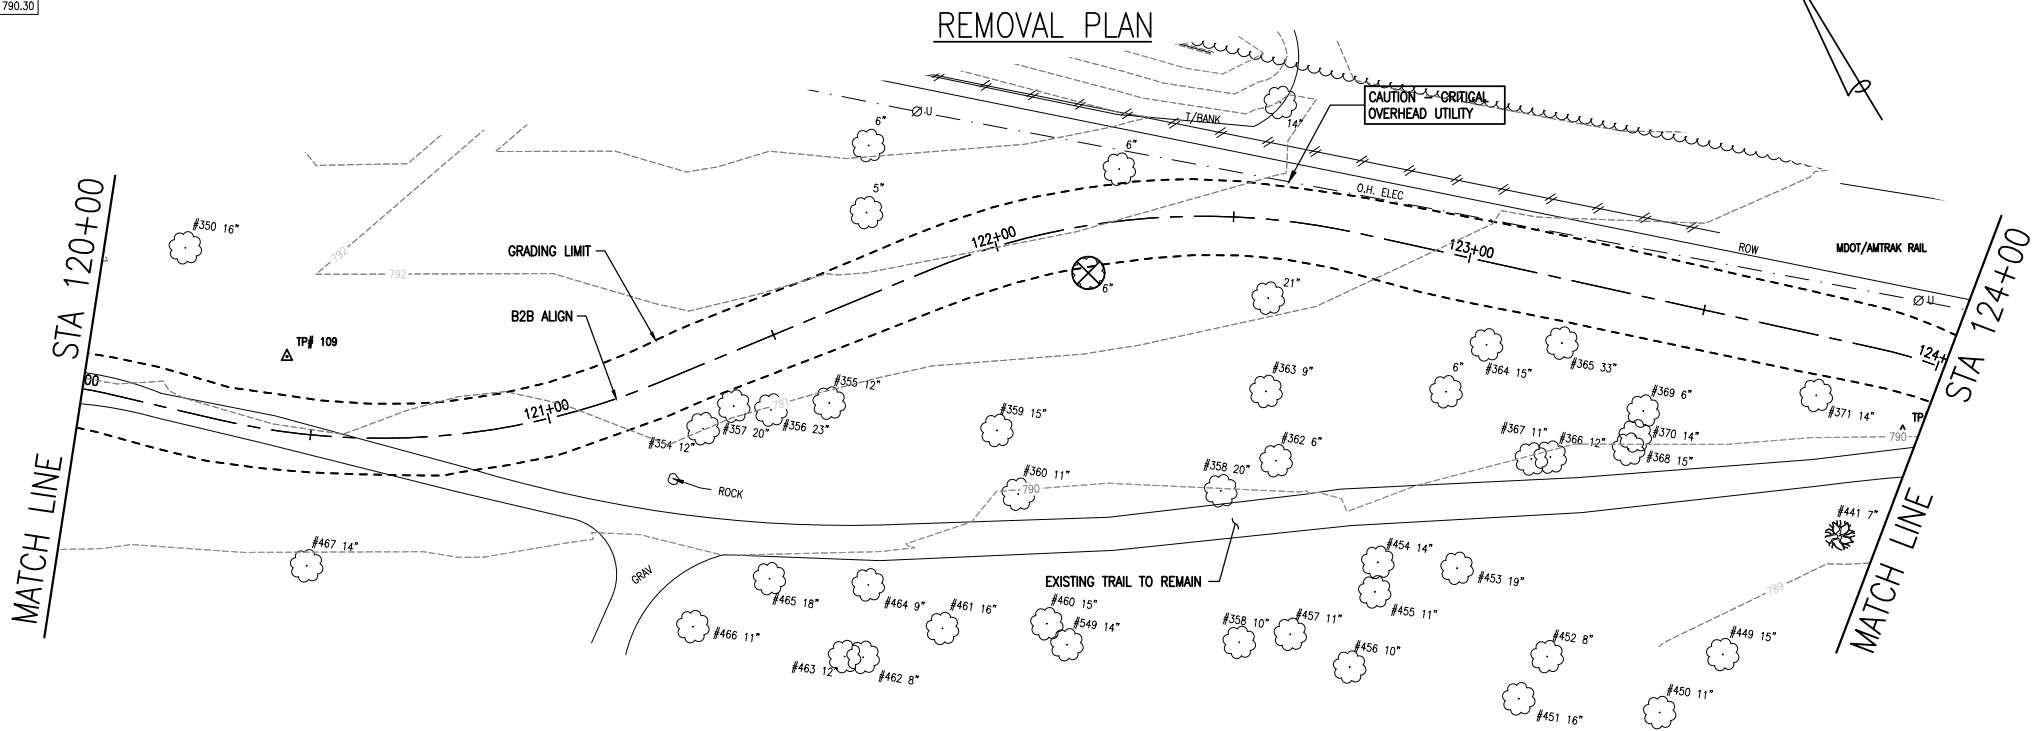 790.30
REMOVAL PLAN
CAUTION - CRITICAL
OVERHEAD UTILITY
U
6"
T/BANK
14"
6"
5"
O.H. ELEC
#350 16"
STA 120+00
792
792
GRADING LIMIT
122+00
123+00
ROW
MDOT/AMTRAK RAIL
STA 124+00
6"
21"
U
B2B ALIGN
TP# 109
124+
00
#355 12"
#363 9"
6"
#364 15"
#365 33"
#369 6"
#371 14"
121+00
791
#354 12"
#357 20"
#356 23"
#359 15"
#367 11"
#366 12"
#370 14"
#368 15"
TP
790
#362 6"
#358 20"
#360 11"
790
ROCK
MATCH LINE
#467 14"
GRAV
EXISTING TRAIL TO REMAIN
#441 7"
MATCH LINE
#454 14"
#453 19"
#455 11"
789
#465 18"
#464 9"
#461 16"
#460 15"
#549 14"
#466 11"
#463 12"
#462 8"
#358 10"
#457 11"
#456 10"
#452 8"
#449 15"
#451 16"
#450 11"